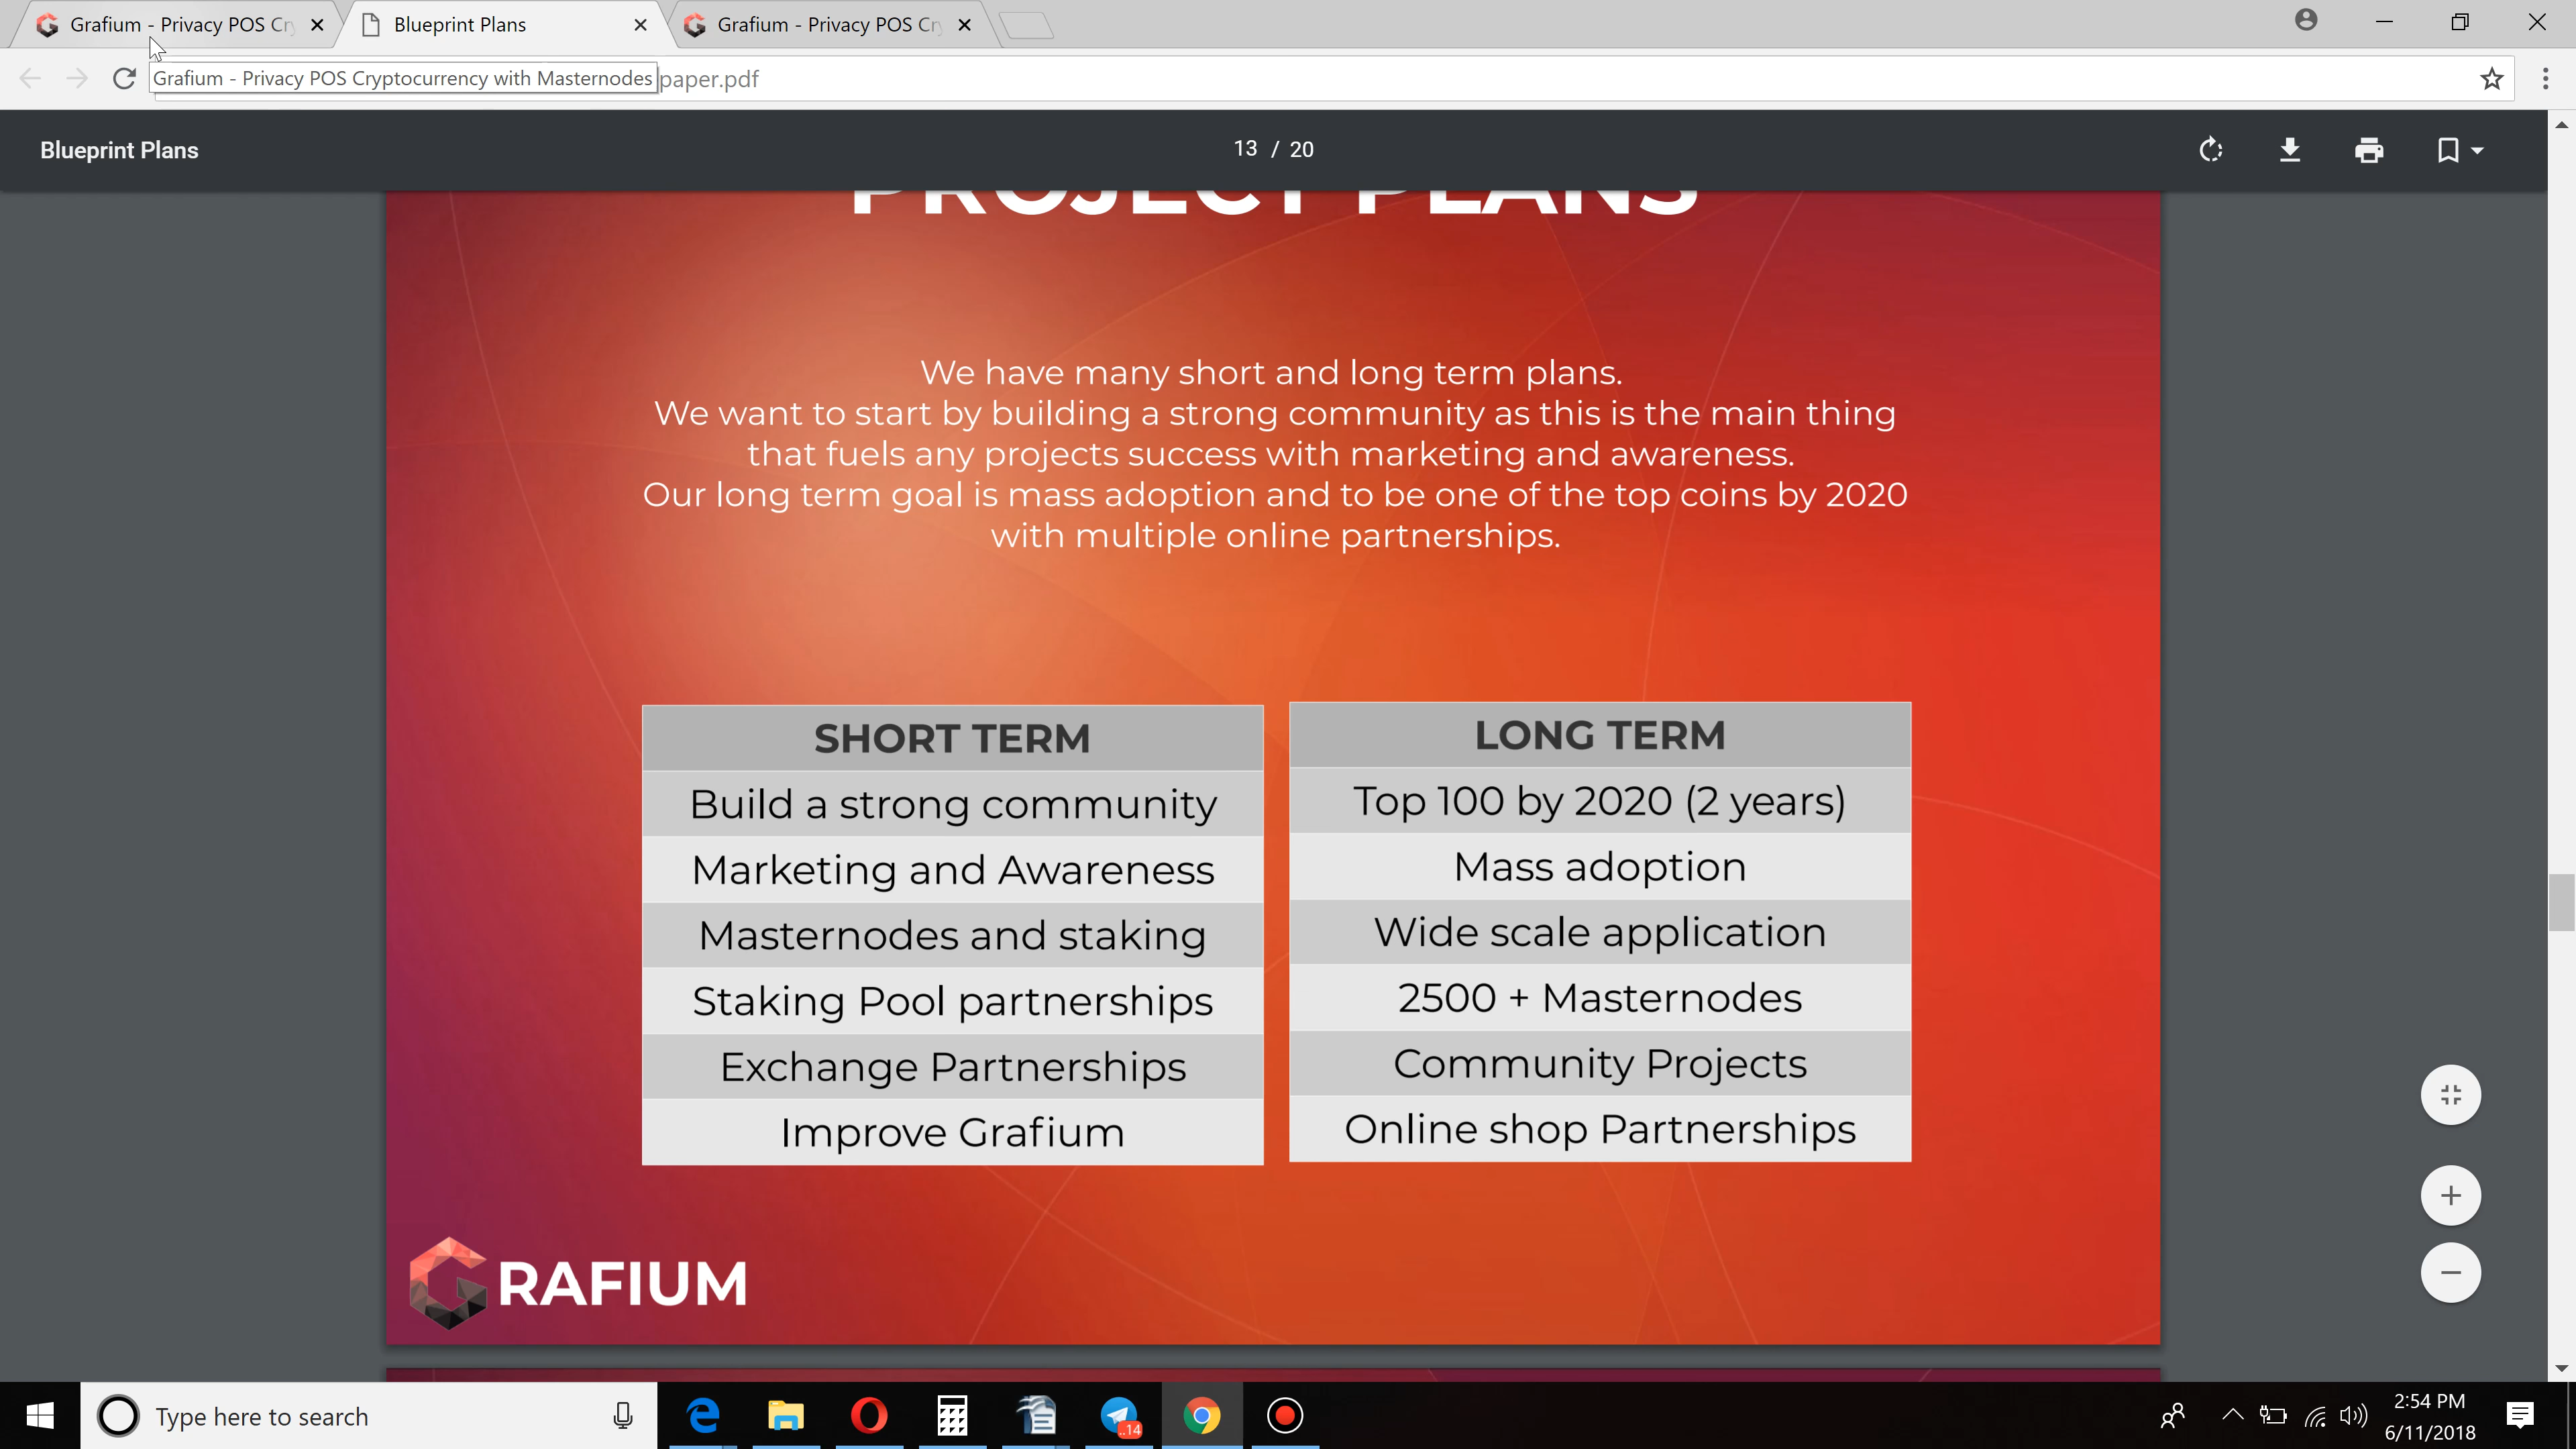 Grafium - Privacy POS Cr
Blueprint Plans
Grafium - Privacy POS Cr
Grafium - Privacy POS Cryptocurrency with Masternodes
paper.pdf
Blueprint Plans
13 / 20
PROJECT PLANS
We have many short and long term plans.
We want to start by building a strong community as this is the main thing
that fuels any projects success with marketing and awareness.
Our long term goal is mass adoption and to be one of the top coins by 2020
with multiple online partnerships.
SHORT TERM
Build a strong community
Marketing and Awareness
Masternodes and staking
Staking Pool partnerships
Exchange Partnerships
Improve Grafium
LONG TERM
Top 100 by 2020 (2 years)
Mass adoption
Wide scale application
2500 + Masternodes
Community Projects
Online shop Partnerships
GRAFIUM
Type here to search
..14
2:54 PM
6/11/2018